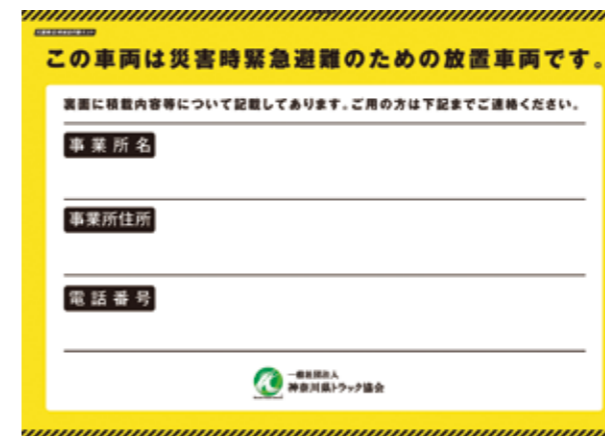 この車両は災害時緊急避難のための放置車両です。
裏面に積載内容等について記載してあります。ご用の方は下記までご連絡ください。
事業所名
事業所住所
電話番号
一般社団法人
神奈川県トラック協会